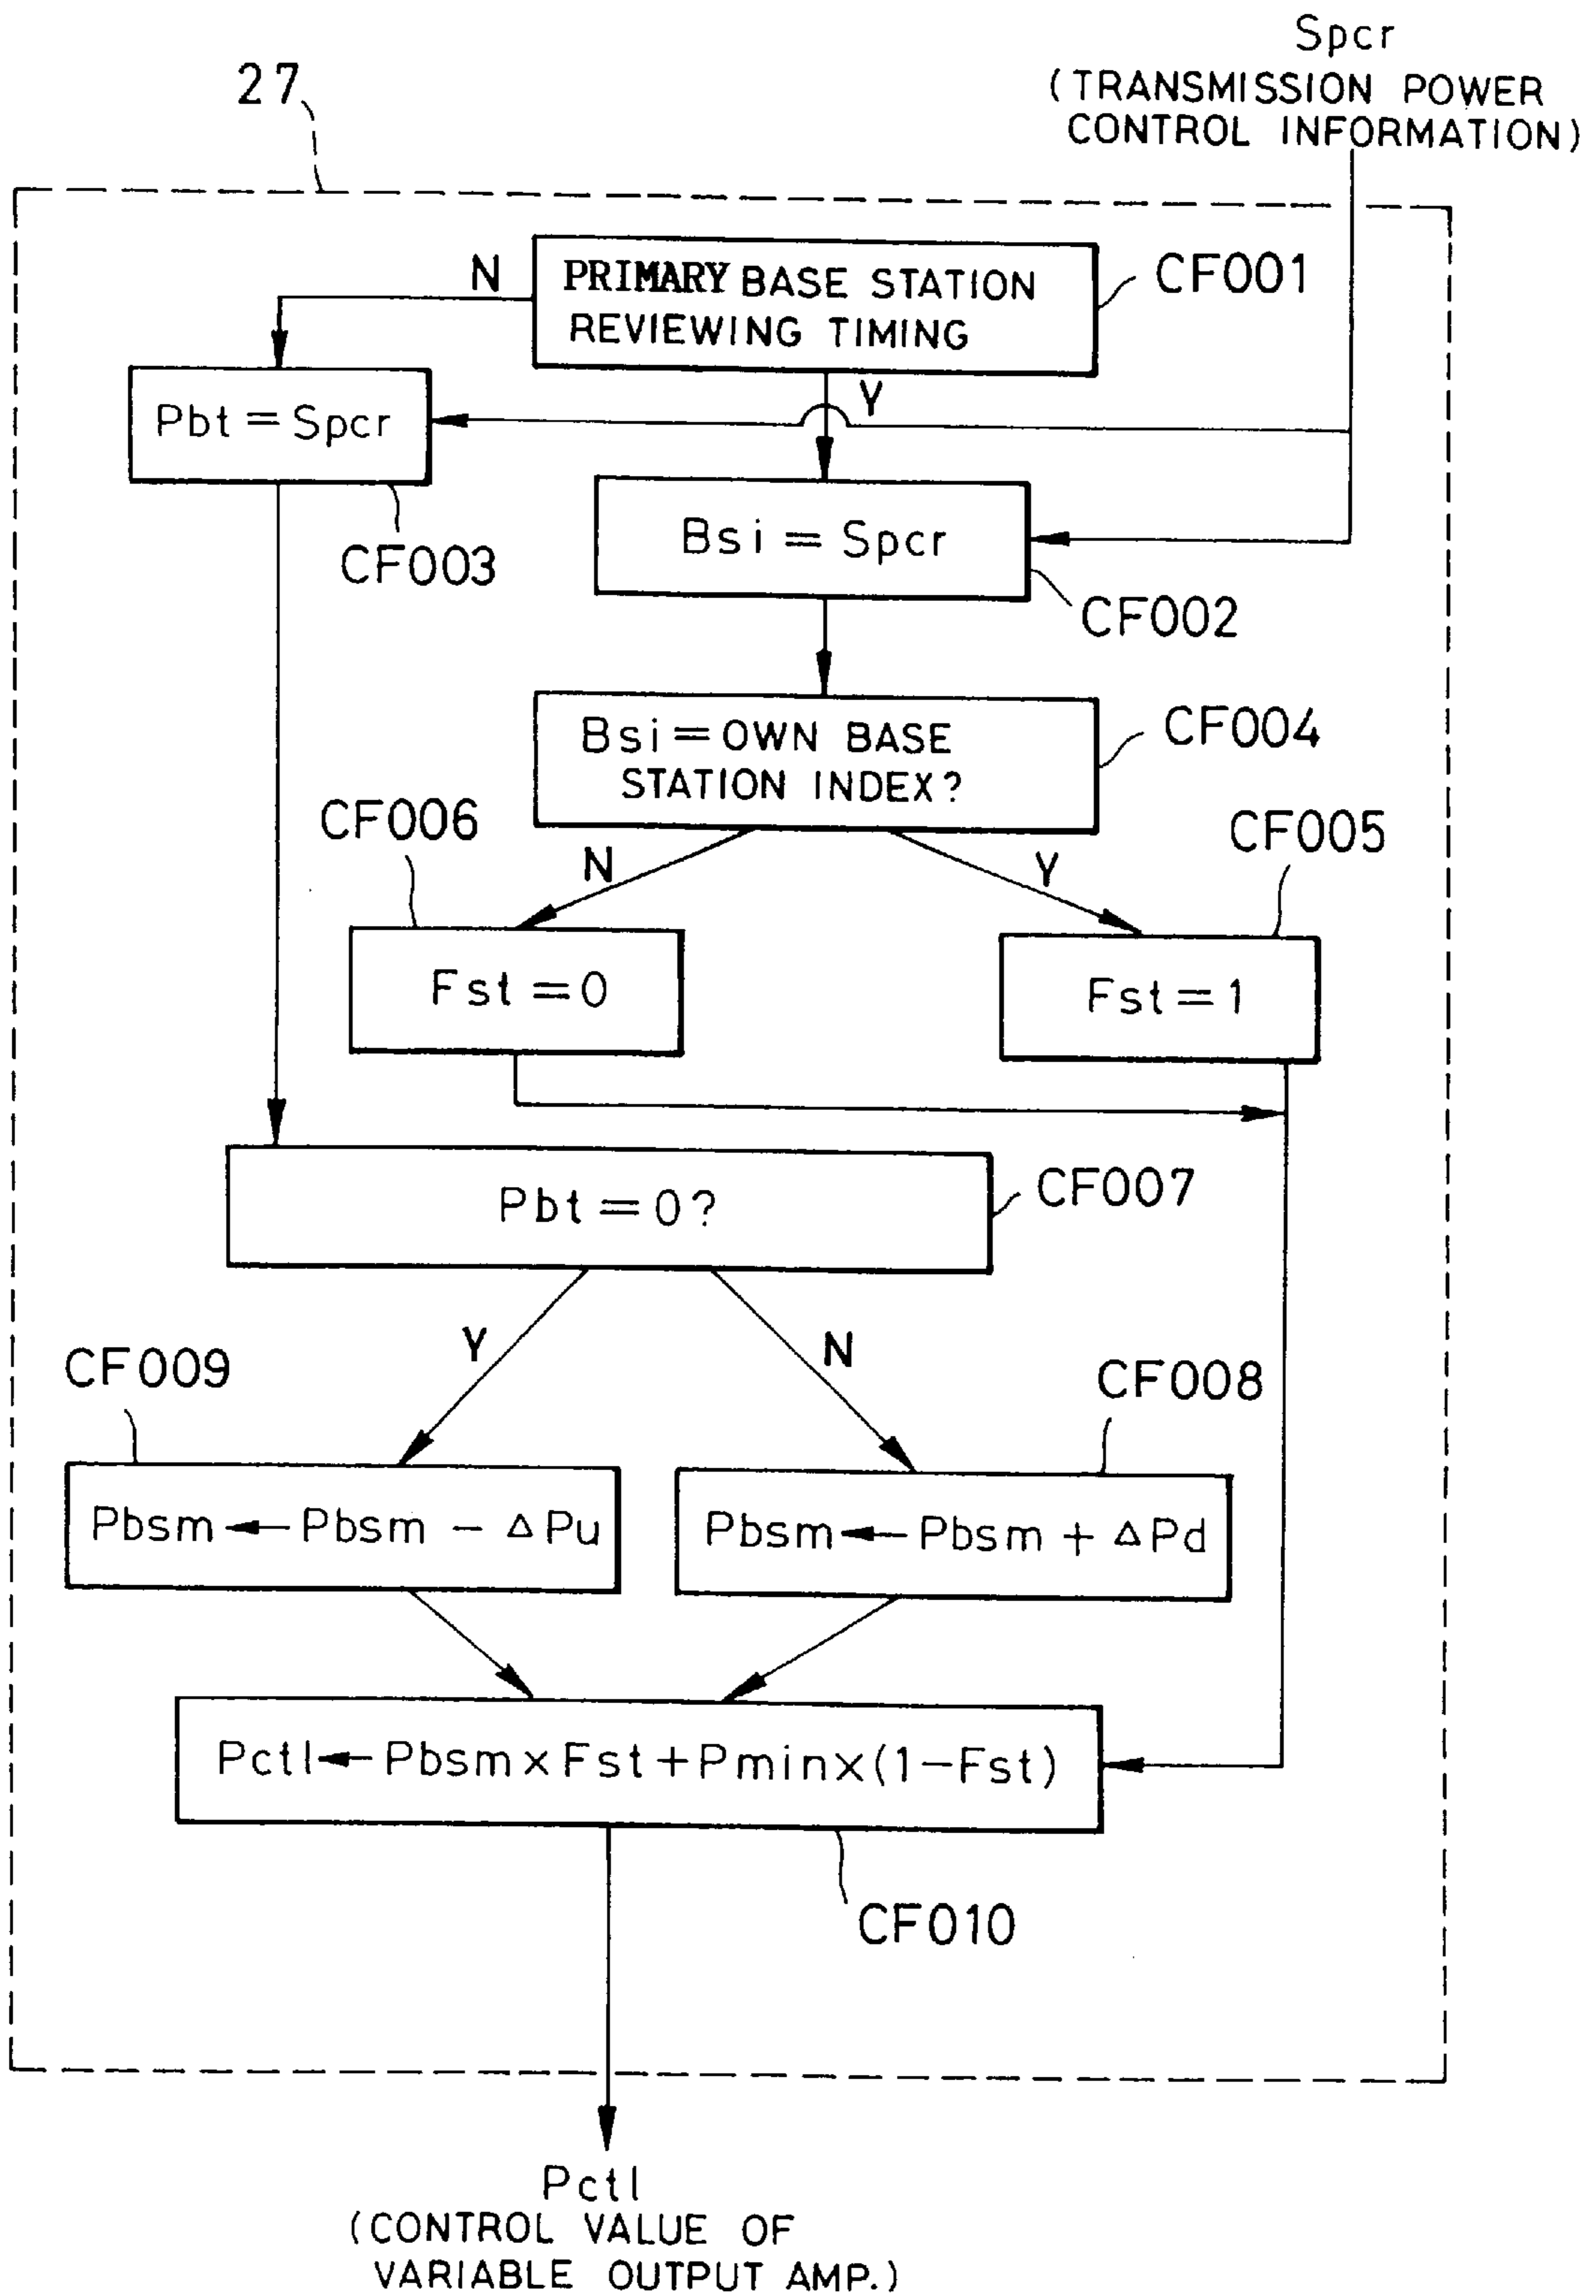 Spcr
(TRANSMISSION POWER
CONTROL INFORMATION)
27
N
PRIMARY BASE STATION
REVIEWING TIMING
CF001
Y
Pbt = Spcr
CF003
Bsi = Spcr
CF002
Bsi = OWN BASE
STATION INDEX?
CF004
CF006
N
Y
CF005
Fst = 0
Fst = 1
Pbt = 0?
CF007
Y
N
CF009
CF008
Pbsm ← Pbsm − ΔPu
Pbsm ← Pbsm + ΔPd
Pctl ← Pbsm x Fst + Pmin x (1 − Fst)
CF010
Pctl
(CONTROL VALUE OF
VARIABLE OUTPUT AMP.)